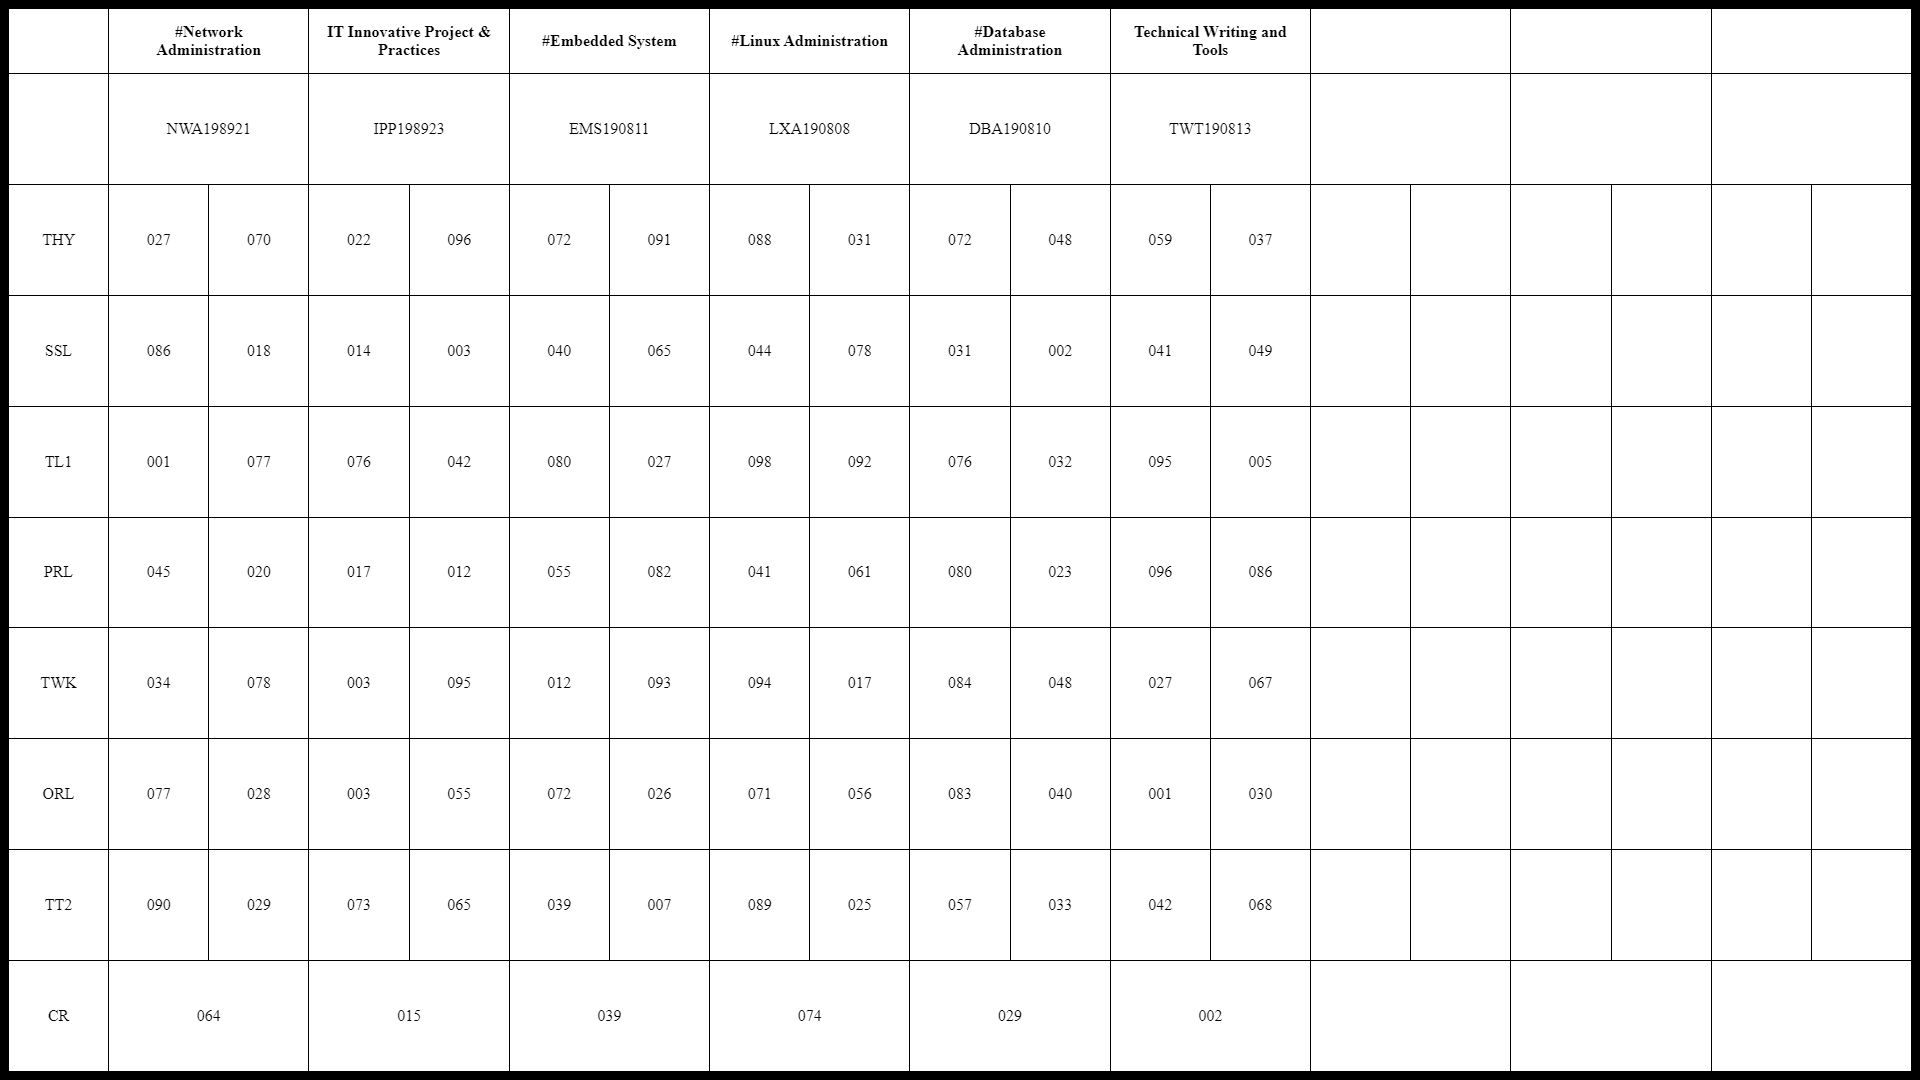 #Network Administration IT Innovative Project & Practices #Embedded System #Linux Administration #Database Administration Technical Writing and Tools
NWA198921 IPP198923 EMS190811 LXA190808 DBA190810 TWT190813
THY 027 070 022 096 072 091 088 031 072 048 059 037
SSL 086 018 014 003 040 065 044 078 031 002 041 049
TL1 001 077 076 042 080 027 098 092 076 032 095 005
PRL 045 020 017 012 055 082 041 061 080 023 096 086
TWK 034 078 003 095 012 093 094 017 084 048 027 067
ORL 077 028 003 055 072 026 071 056 083 040 001 030
TT2 090 029 073 065 039 007 089 025 057 033 042 068
CR 064 015 039 074 029 002